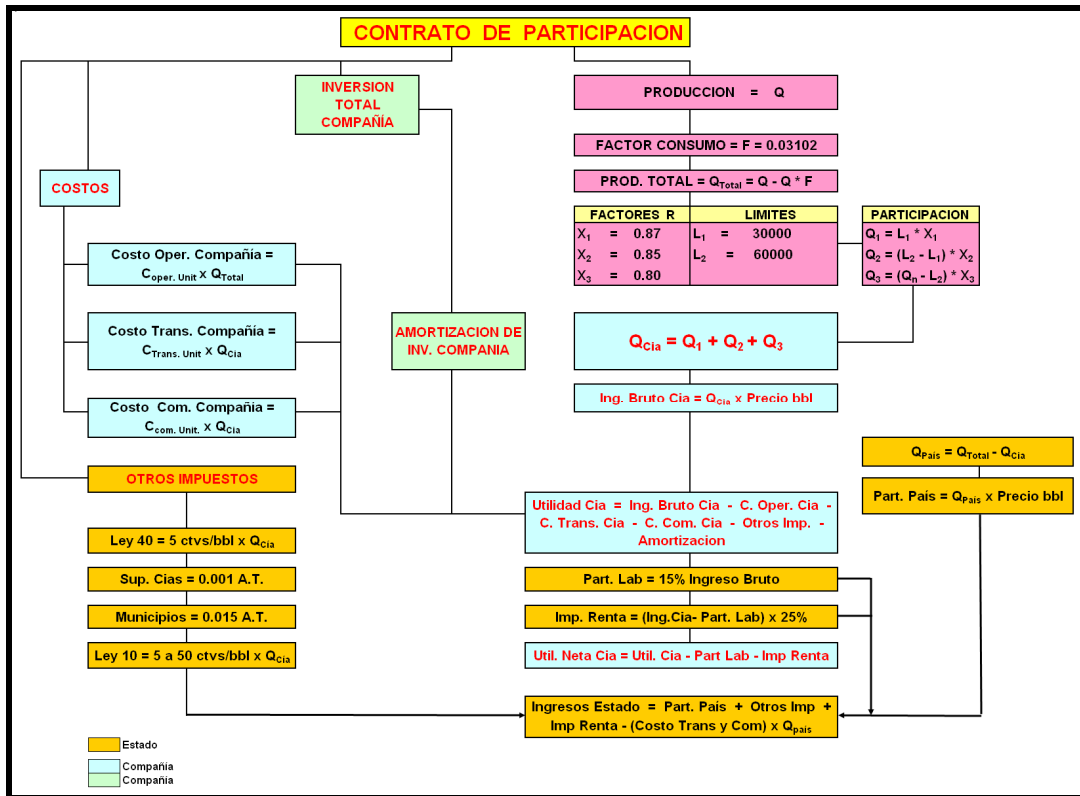 CONTRATO DE PARTICIPACION
INVERSION
TOTAL
COMPAÑÍA
PRODUCCION = Q
FACTOR CONSUMO = F = 0.03102
PROD. TOTAL = QTotal = Q - Q * F
COSTOS
FACTORES R
LIMITES
PARTICIPACION
X1 = 0.87
L1 = 30000
Q1 = L1 * X1
X2 = 0.85
L2 = 60000
Q2 = (L2 - L1) * X2
X3 = 0.80
Q3 = (Qn - L2) * X3
Costo Oper. Compañía =
Coper. Unit x QTotal
Costo Trans. Compañía =
CTrans. Unit x QCia
AMORTIZACION DE
INV. COMPANIA
QCia = Q1 + Q2 + Q3
Ing. Bruto Cia = QCia x Precio bbl
Costo Com. Compañía =
Ccom. Unit. x QCia
QPais = QTotal - QCia
Part. País = QPais x Precio bbl
OTROS IMPUESTOS
Utilidad Cia = Ing. Bruto Cia - C. Oper. Cia -
C. Trans. Cia - C. Com. Cia - Otros Imp. -
Amortizacion
Ley 40 = 5 ctvs/bbl x QCia
Sup. Cias = 0.001 A.T.
Part. Lab = 15% Ingreso Bruto
Municipios = 0.015 A.T.
Imp. Renta = (Ing.Cia- Part. Lab) x 25%
Ley 10 = 5 a 50 ctvs/bbl x QCia
Util. Neta Cia = Util. Cia - Part Lab - Imp Renta
Ingresos Estado = Part. Pais + Otros Imp +
Imp Renta - (Costo Trans y Com) x Qpais
Estado
Compañía
Compañía